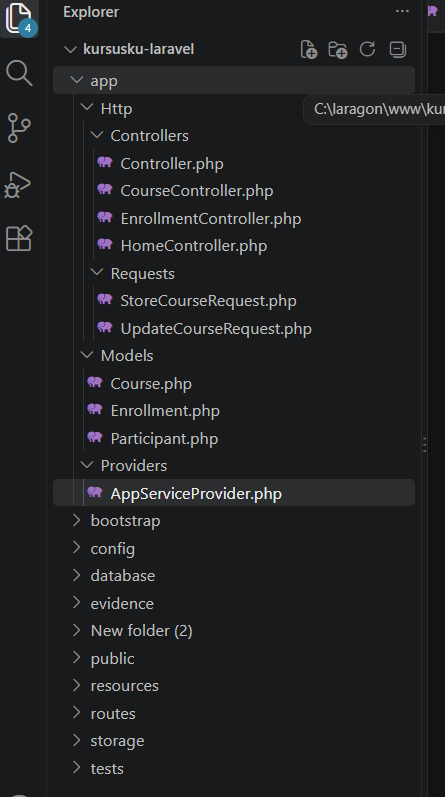 Explorer
4
kursusku-laravel
app
C:\laragon\www\kur
Http
Controllers
Controller.php
CourseController.php
EnrollmentController.php
HomeController.php
Requests
StoreCourseRequest.php
UpdateCourseRequest.php
Models
Course.php
Enrollment.php
Participant.php
Providers
AppServiceProvider.php
bootstrap
config
database
evidence
New folder (2)
public
resources
routes
storage
tests